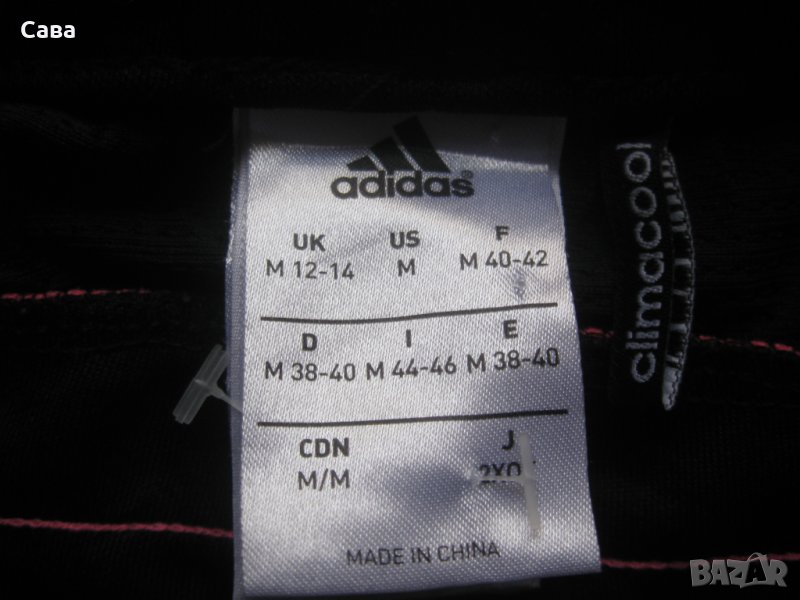 Сава
adidas
UK US F
M 12-14 M M 40-42
D I E
M 38-40 M 44-46 M 38-40
CDN J
M/M
MADE IN CHINA
climacool
BAZAR